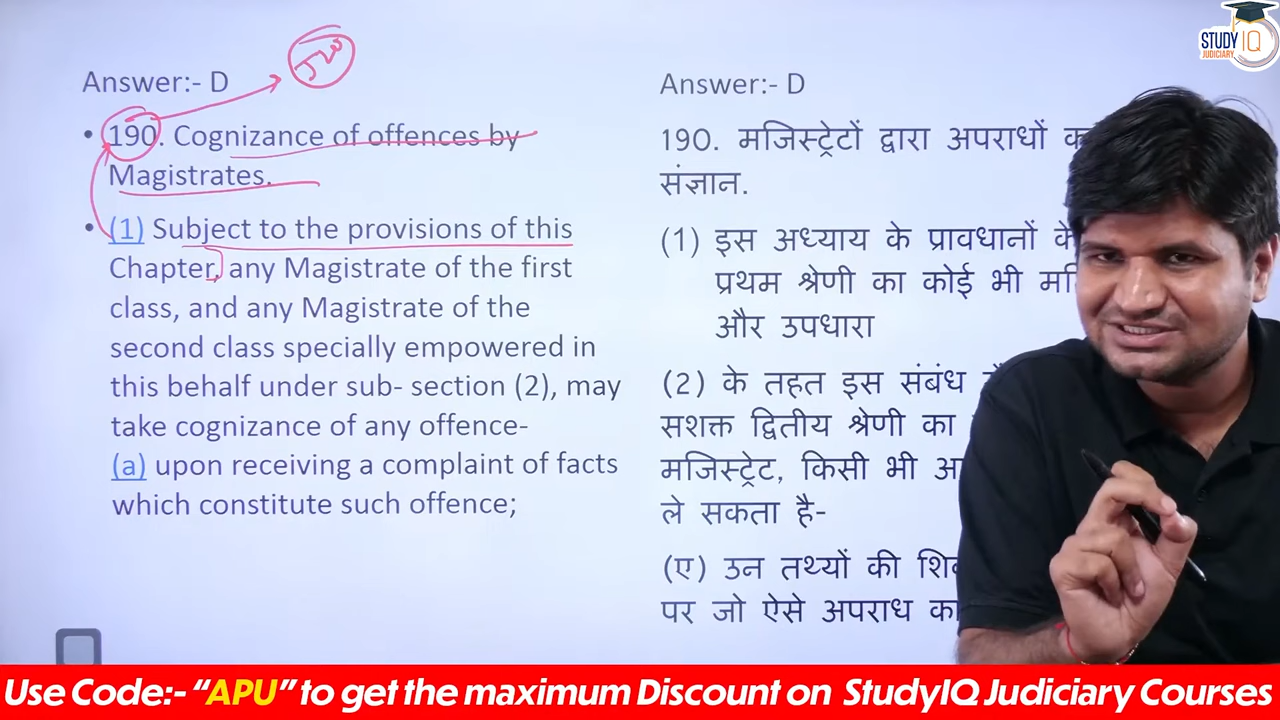 STUDY IQ
JUDICIARY
Answer:- D
• 190. Cognizance of offences by
Magistrates.
• (1) Subject to the provisions of this
Chapter, any Magistrate of the first
class, and any Magistrate of the
second class specially empowered in
this behalf under sub- section (2), may
take cognizance of any offence-
(a) upon receiving a complaint of facts
which constitute such offence;
Answer:- D
190. मजिस्ट्रेटों द्वारा अपराधों
संज्ञान.
(1) इस अध्याय के प्रावधानों के
प्रथम श्रेणी का कोई भी
और उपधारा
(2) के तहत इस संबंध
सशक्त द्वितीय श्रेणी का
मजिस्ट्रेट, किसी भी
ले सकता है-
(ए) उन तथ्यों की
पर जो ऐसे अपराध
Use Code:- “APU” to get the maximum Discount on StudyIQ Judiciary Courses